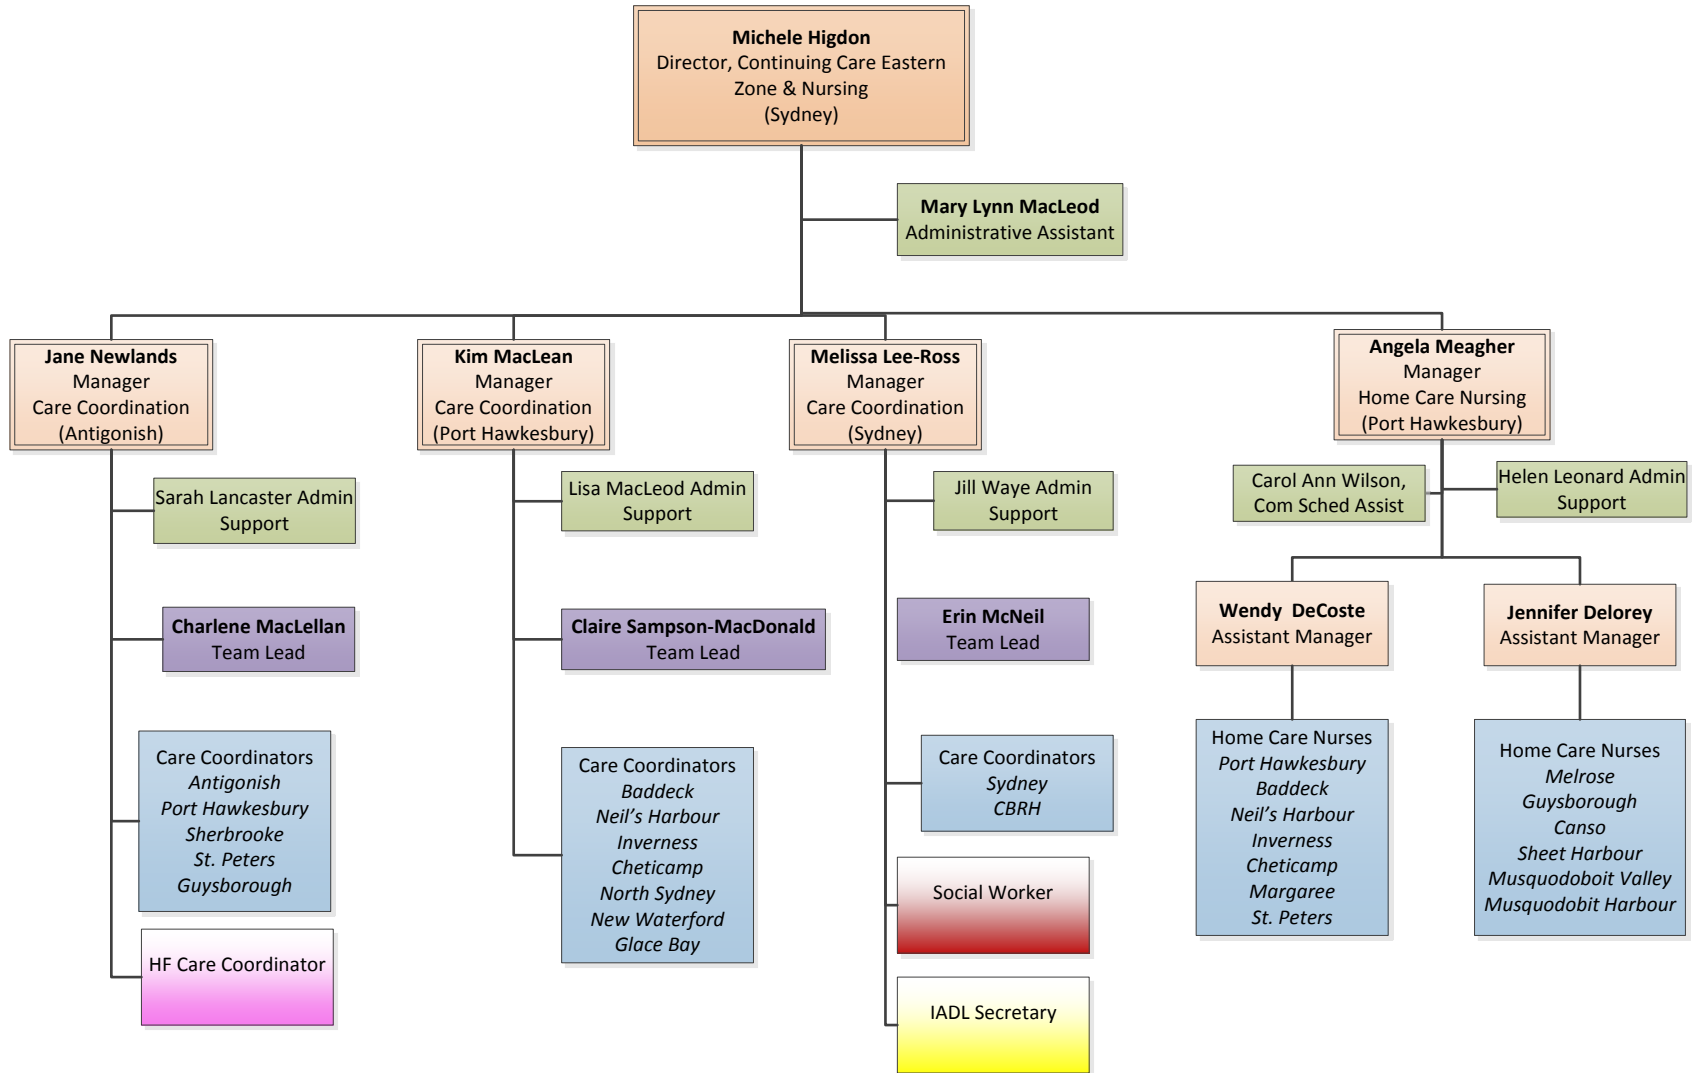 Michele Higdon
Director, Continuing Care Eastern
Zone & Nursing
(Sydney)
Mary Lynn MacLeod
Administrative Assistant
Jane Newlands
Manager
Care Coordination
(Antigonish)
Kim MacLean
Manager
Care Coordination
(Port Hawkesbury)
Melissa Lee-Ross
Manager
Care Coordination
(Sydney)
Angela Meagher
Manager
Home Care Nursing
(Port Hawkesbury)
Sarah Lancaster Admin
Support
Lisa MacLeod Admin
Support
Jill Waye Admin
Support
Carol Ann Wilson,
Com Sched Assist
Helen Leonard Admin
Support
Charlene MacLellan
Team Lead
Claire Sampson-MacDonald
Team Lead
Erin McNeil
Team Lead
Wendy  DeCoste
Assistant Manager
Jennifer Delorey
Assistant Manager
Care Coordinators
Antigonish
Port Hawkesbury
Sherbrooke
St. Peters
Guysborough
Care Coordinators
Baddeck
Neil’s Harbour
Inverness
Cheticamp
North Sydney
New Waterford
Glace Bay
Care Coordinators
Sydney
CBRH
Home Care Nurses
Port Hawkesbury
Baddeck
Neil’s Harbour
Inverness
Cheticamp
Margaree
St. Peters
Home Care Nurses
Melrose
Guysborough
Canso
Sheet Harbour
Musquodoboit Valley
Musquodobit Harbour
HF Care Coordinator
Social Worker
IADL Secretary